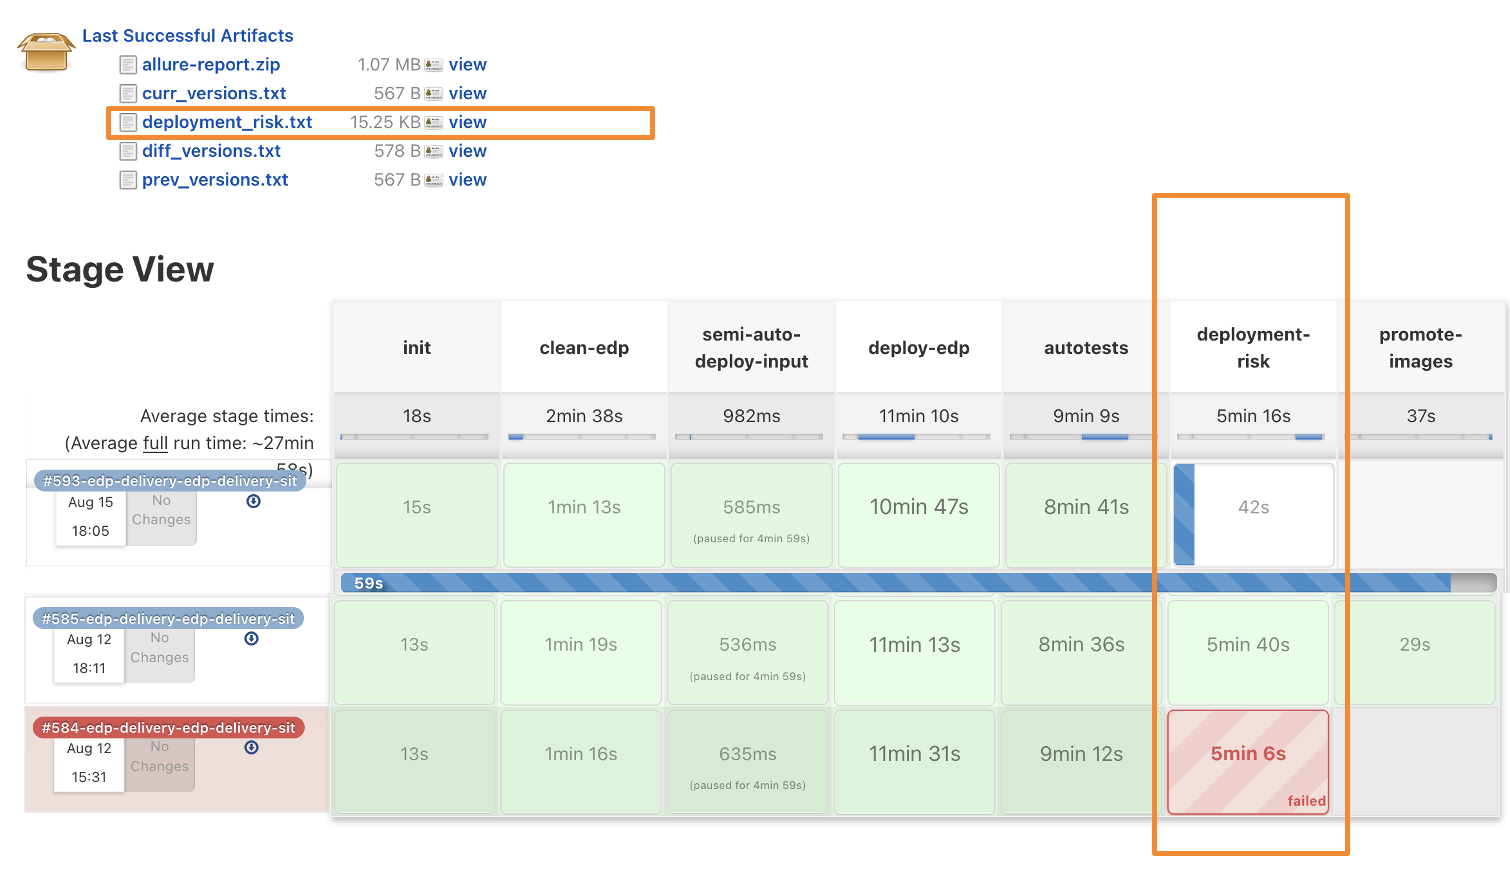 Last Successful Artifacts
allure-report.zip 1.07 MB view
curr_versions.txt 567 B view
deployment_risk.txt 15.25 KB view
diff_versions.txt 578 B view
prev_versions.txt 567 B view
Stage View
init clean-edp semi-auto-deploy-input deploy-edp autotests deployment-risk promote-images
Average stage times: 18s 2min 38s 982ms 11min 10s 9min 9s 5min 16s 37s
(Average full run time: ~27min
58s)
#593-edp-delivery-edp-delivery-sit
Aug 15 18:05 No Changes 15s 1min 13s 585ms (paused for 4min 59s) 10min 47s 8min 41s 42s
59s
#585-edp-delivery-edp-delivery-sit
Aug 12 18:11 No Changes 13s 1min 19s 536ms (paused for 4min 59s) 11min 13s 8min 36s 5min 40s 29s
#584-edp-delivery-edp-delivery-sit
Aug 12 15:31 No Changes 13s 1min 16s 635ms (paused for 4min 59s) 11min 31s 9min 12s 5min 6s failed